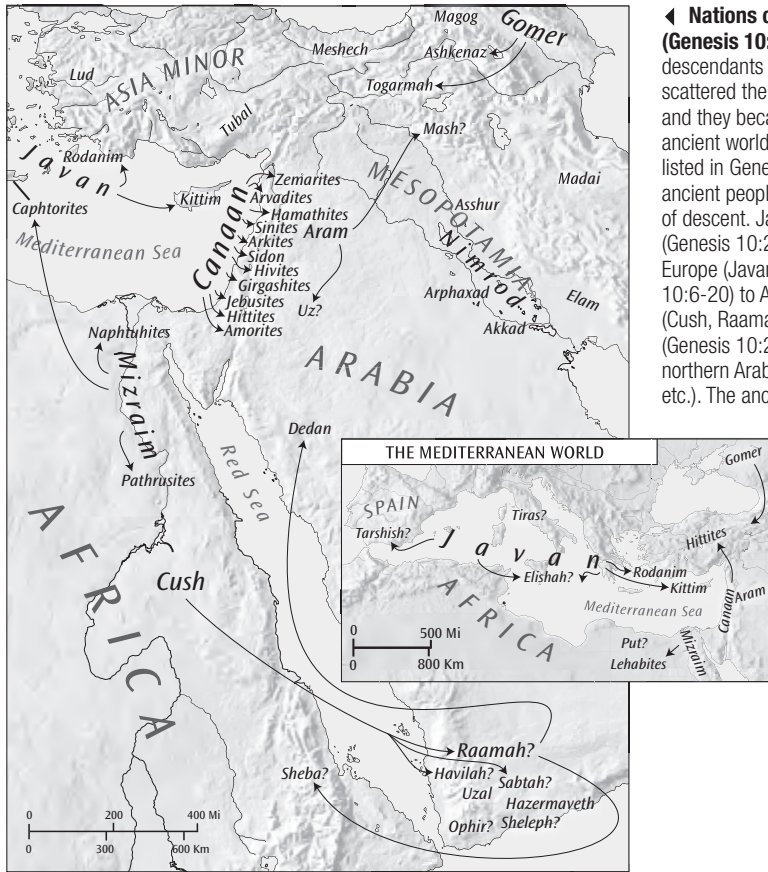 Magog
Gomer
Meshech
Ashkenaz
Lud
ASIA MINOR
Togarmah
Tubal
Mash?
Javan
Rodanim
MESOPOTAMIA
Madai
Zemarites
Kittim
Arvadites
Asshur
Caphtorites
Hamathites
Canaan
Sinites
Aram
Mediterranean Sea
Arkites
Nimrod
Sidon
Hivites
Girgashites
Arphaxad
Elam
Jebusites
Uz?
Hittites
Akkad
Amorites
Naphtuhites
ARABIA
Mizraim
Dedan
Red Sea
Pathrusites
AFRICA
Cush
Raamah?
Sheba?
Havilah?
Sabtah?
Uzal
Hazermaveth
Ophir?
Sheleph?
0 200 400 Mi
0 300 600 Km
THE MEDITERRANEAN WORLD
Gomer
SPAIN
Tiras?
Tarshish?
Javan
Hittites
Elishah?
Rodanim
Kittim
Aram
AFRICA
Canaan
Mediterranean Sea
0 500 Mi
0 800 Km
Put?
Mizraim
Lehabites
◀ Nations
(Genesis 10:
descendants
scattered the
and they beca
ancient world
listed in Gene
ancient people
of descent. Ja
(Genesis 10:2
Europe (Javan
10:6-20) to A
(Cush, Raama
(Genesis 10:2
northern Arab
etc.). The anc